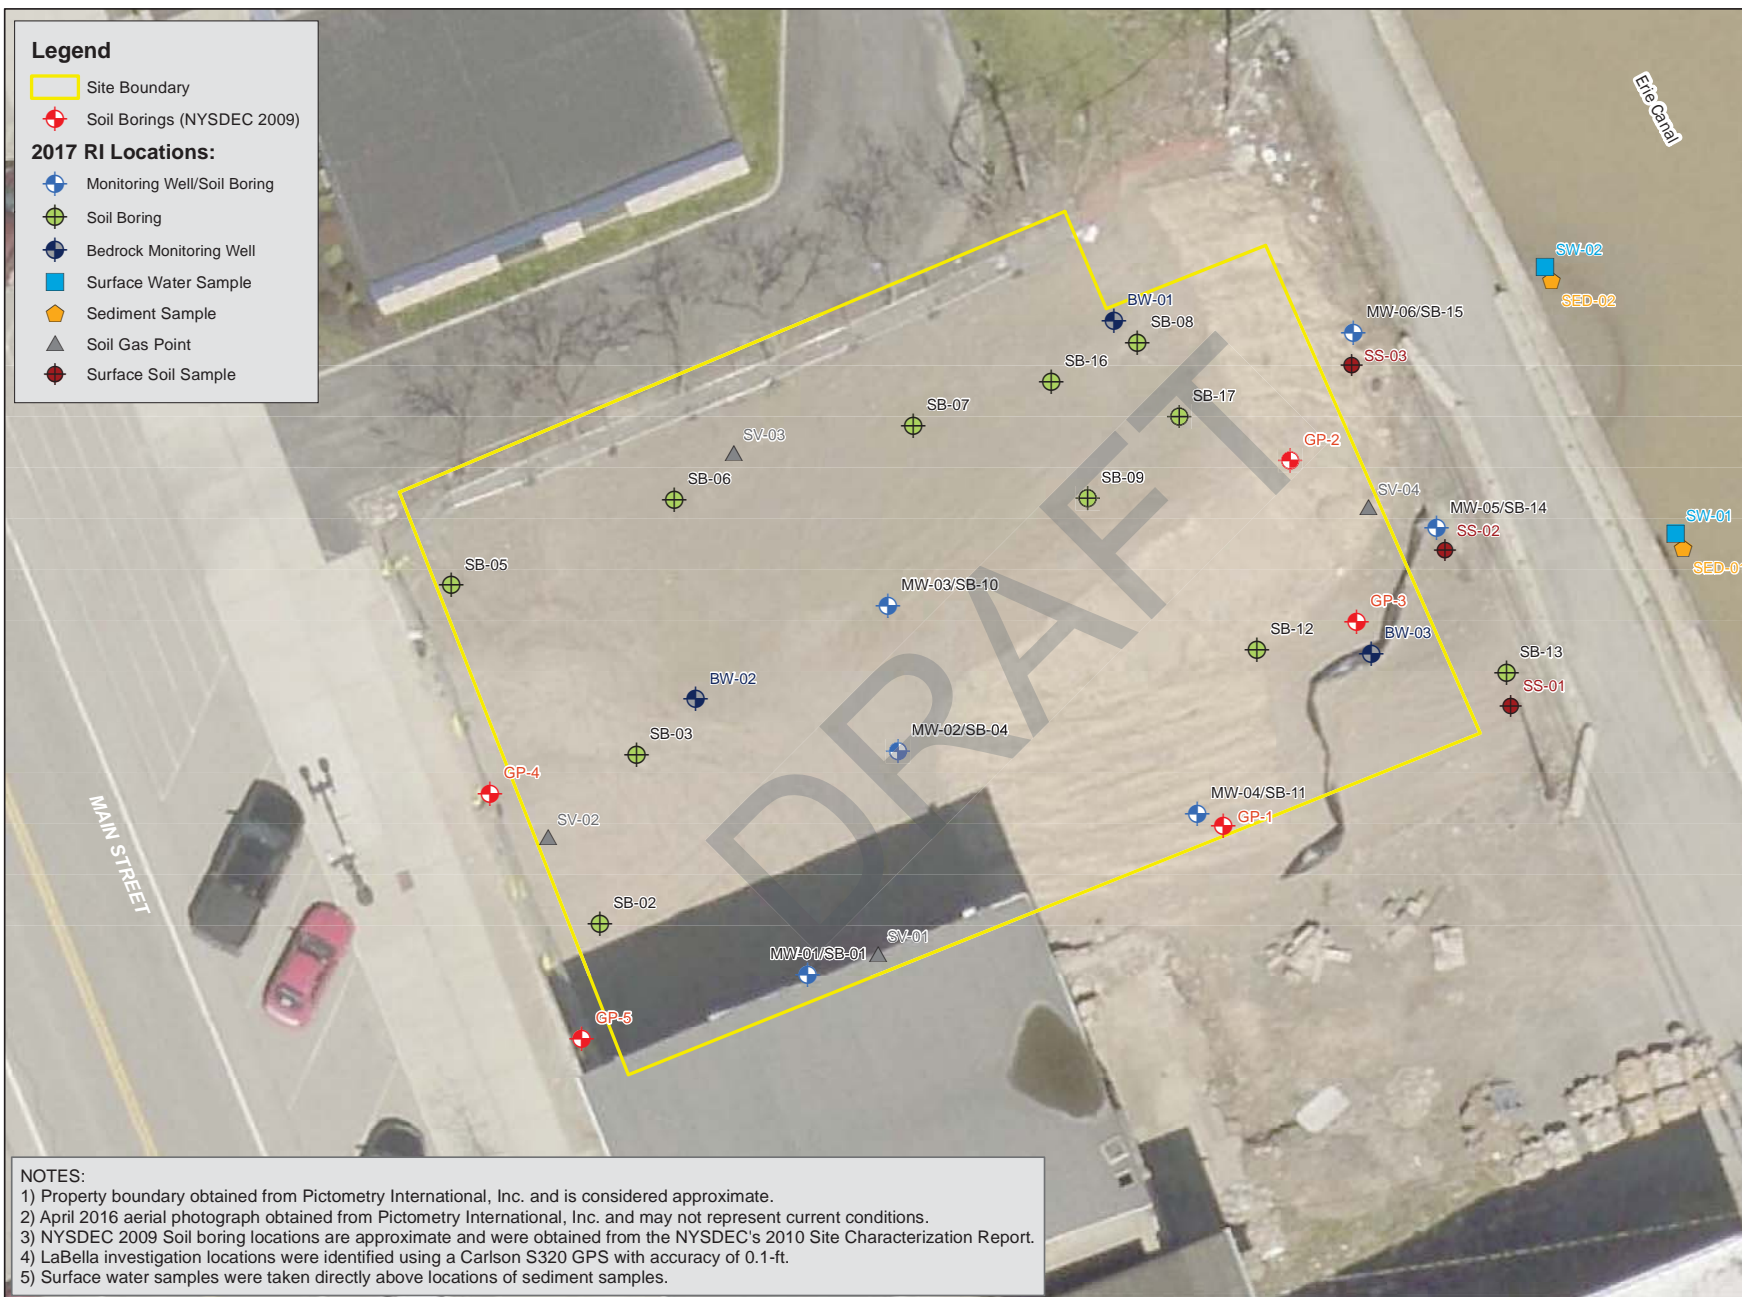 Legend
Site Boundary
Soil Borings (NYSDEC 2009)
2017 RI Locations:
Monitoring Well/Soil Boring
Soil Boring
Bedrock Monitoring Well
Surface Water Sample
Sediment Sample
Soil Gas Point
Surface Soil Sample
Erie Canal
SW-02
SED-02
BW-01
SB-08
MW-06/SB-15
SS-03
SB-16
SB-17
SB-07
SV-03
GP-2
SB-06
SB-09
SV-04
MW-05/SB-14
SS-02
SW-01
SED-01
SB-05
MW-03/SB-10
GP-3
SB-12
BW-03
SB-13
SS-01
BW-02
SB-03
MW-02/SB-04
GP-4
SV-02
MW-04/SB-11
GP-1
MAIN STREET
SB-02
SV-01
MW-01/SB-01
GP-5
DRAFT
NOTES:
1) Property boundary obtained from Pictometry International, Inc. and is considered approximate.
2) April 2016 aerial photograph obtained from Pictometry International, Inc. and may not represent current conditions.
3) NYSDEC 2009 Soil boring locations are approximate and were obtained from the NYSDEC's 2010 Site Characterization Report.
4) LaBella investigation locations were identified using a Carlson S320 GPS with accuracy of 0.1-ft.
5) Surface water samples were taken directly above locations of sediment samples.